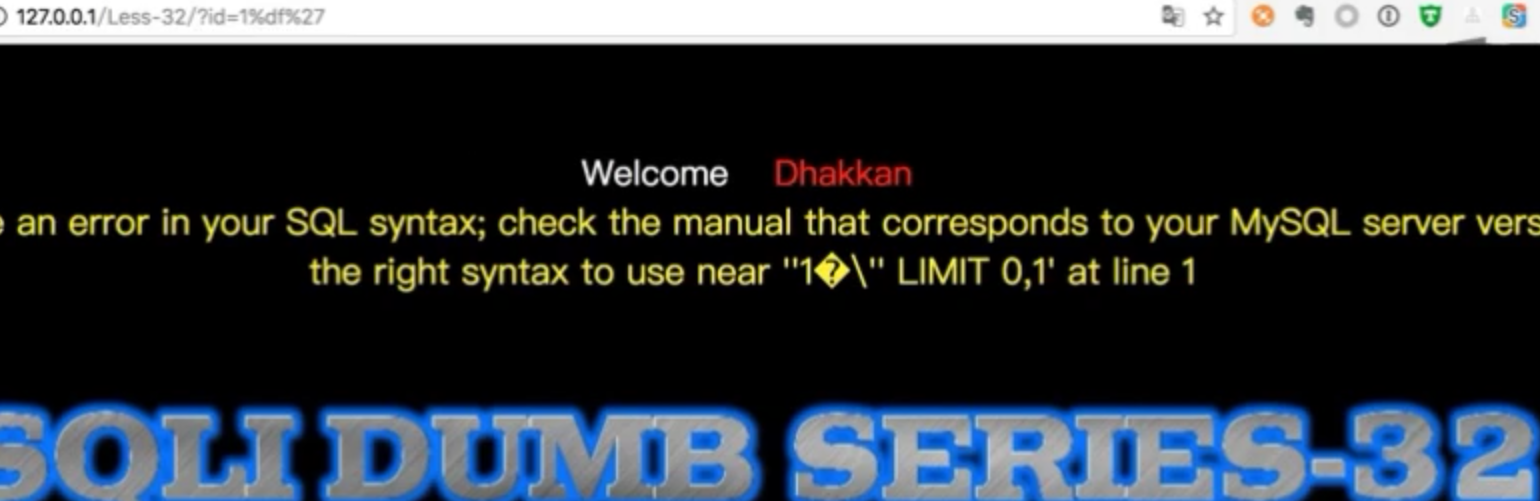 127.0.0.1/Less-32/?id=1%df%27
Welcome Dhakkan
e an error in your SQL syntax; check the manual that corresponds to your MySQL server vers
the right syntax to use near ''1�\'' LIMIT 0,1' at line 1
SQLI DUMB SERIES-32